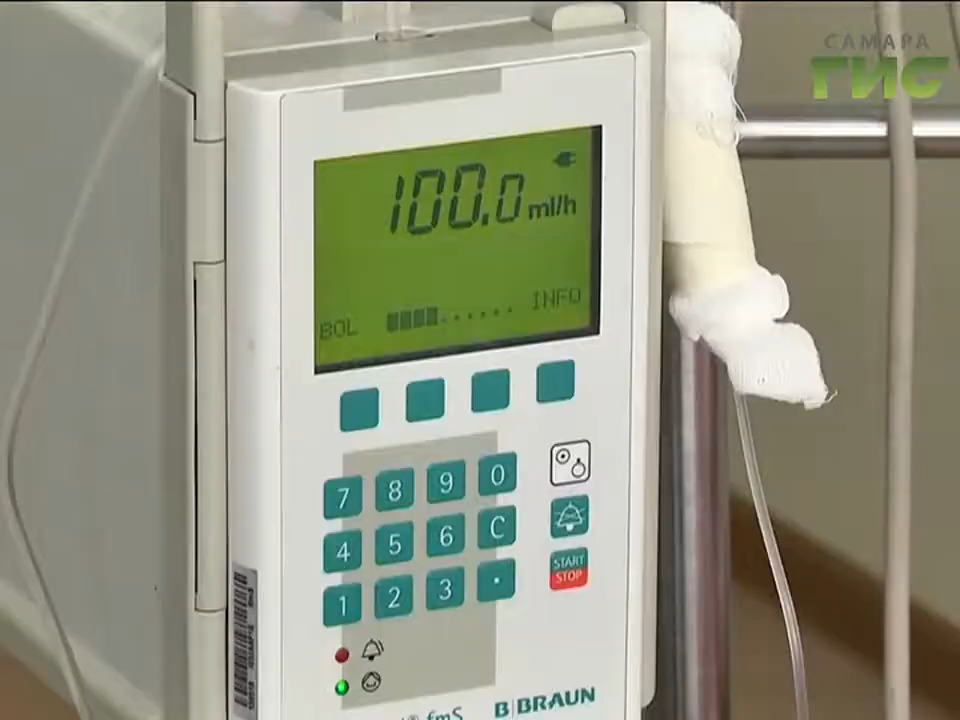 САМАРА
ГИС
100.0 ml/h
BOL
INFO
7 8 9 0
4 5 6 C
1 2 3 .
START
STOP
fmS
B|BRAUN